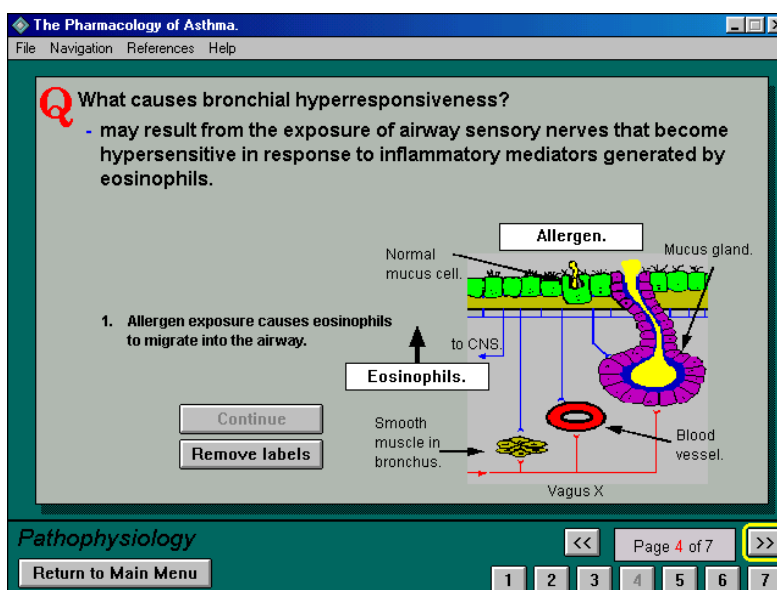 The Pharmacology of Asthma.
File Navigation References Help
Q What causes bronchial hyperresponsiveness?
- may result from the exposure of airway sensory nerves that become
hypersensitive in response to inflammatory mediators generated by
eosinophils.
Allergen.
Normal
mucus cell.
Mucus gland.
1. Allergen exposure causes eosinophils
to migrate into the airway.
to CNS.
Eosinophils.
Continue
Remove labels
Smooth
muscle in
bronchus.
Blood
vessel.
Vagus X
Pathophysiology
<< Page 4 of 7 >>
Return to Main Menu
1 2 3 4 5 6 7